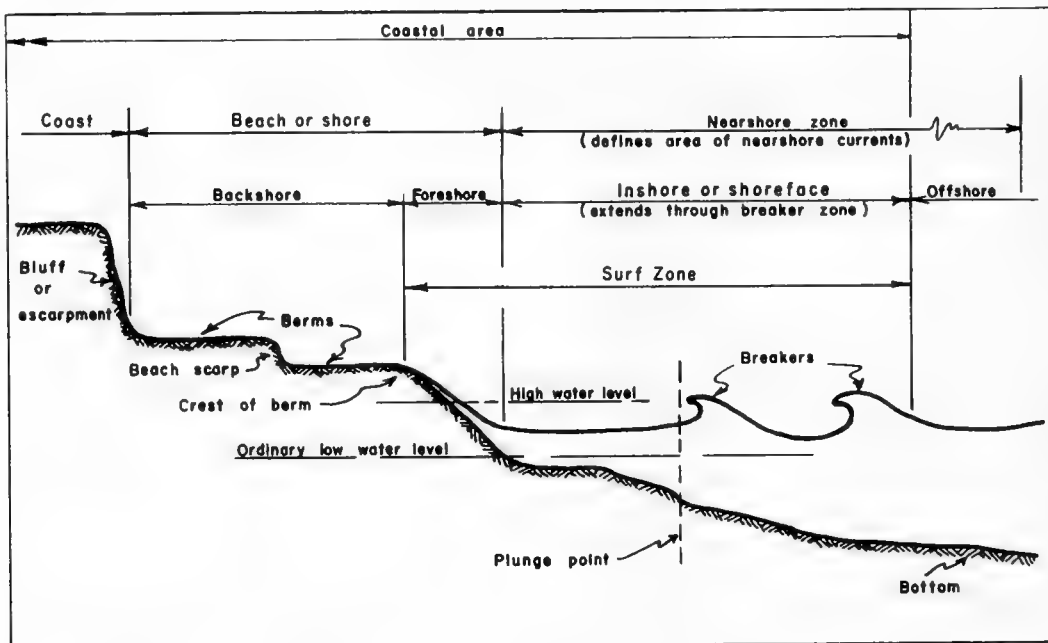 Coastal area
Coast
Beach or shore
Nearshore zone
(defines area of nearshore currents)
Backshore
Foreshore
Inshore or shoreface
(extends through breaker zone)
Offshore
Surf Zone
Bluff
or
escarpment
Berms
Beach scarp
Crest of berm
High water level
Breakers
Ordinary low water level
Plunge point
Bottom